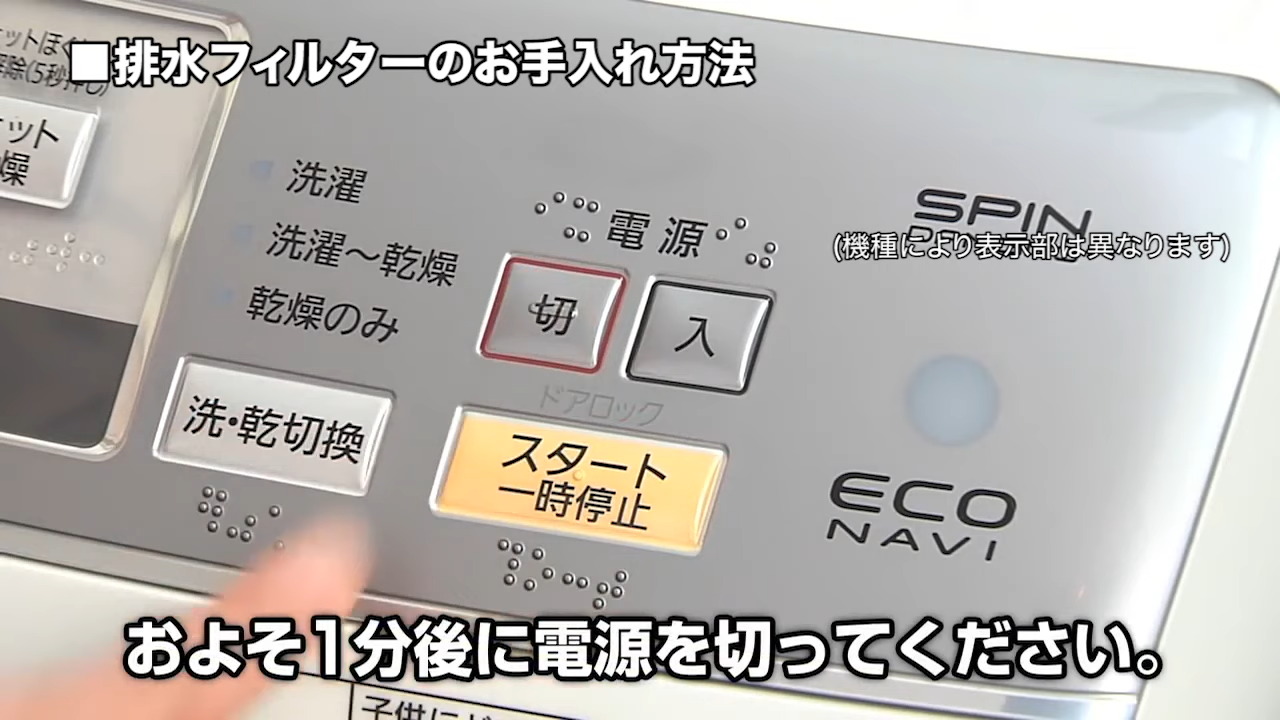 ■排水フィルターのお手入れ方法
ット
燥
洗濯
洗濯～乾燥
乾燥のみ
洗・乾切換
電源
切
入
ドアロック
スタート
一時停止
SPIN
(機種により表示部は異なります)
ECO
NAVI
およそ1分後に電源を切ってください。